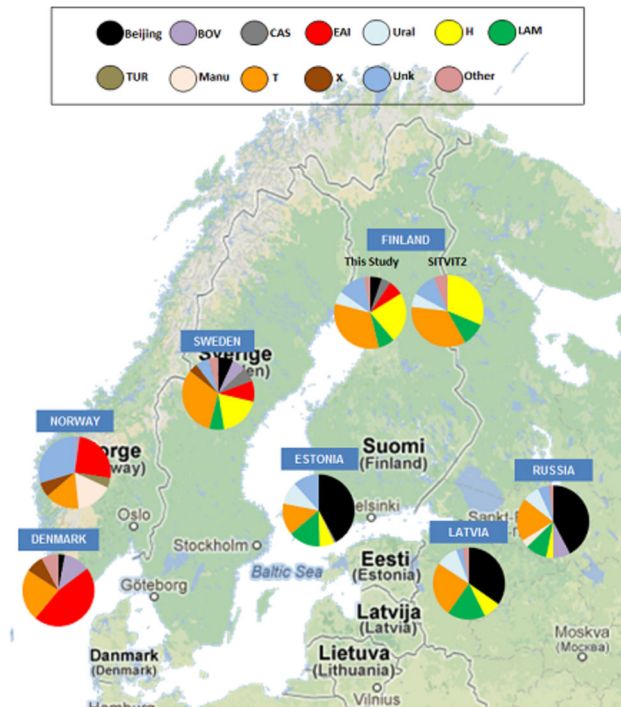 Beijing BOV CAS EAI Ural H LAM
TUR Manu T X Unk Other
FINLAND
This Study SITVIT2
SWEDEN
Sverige
NORWAY
ESTONIA
Suomi
(Finland)
RUSSIA
Oslo
Helsinki
DENMARK
Stockholm
LATVIA
Baltic Sea
Eesti
(Estonia)
Göteborg
Latvija
(Latvia)
Moskva
(Москва)
Danmark
(Denmark)
Lietuva
(Lithuania)
Vilnius